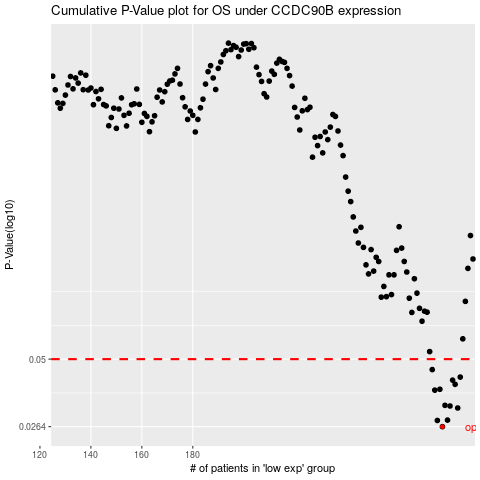 Cumulative P-Value plot for OS under CCDC90B expression
P-Value(log10)
0.05
0.0264
op
120 140 160 180
# of patients in 'low exp' group